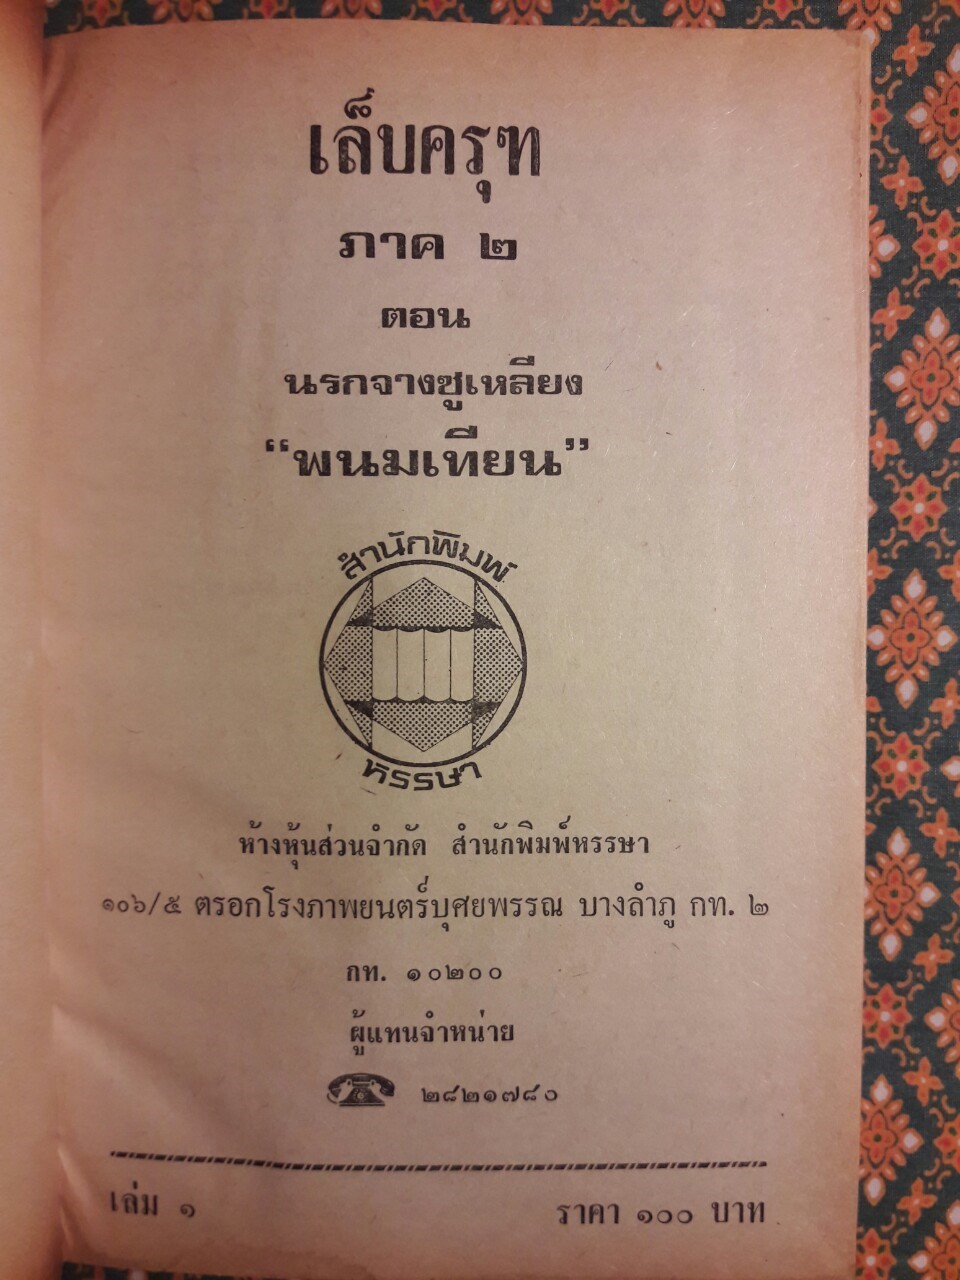 เล็บครุฑ
ภาค ๒
ตอน
นรกจางซูเหลียง
“พนมเทียน”
สำนักพิมพ์
หรรษา
ห้างหุ้นส่วนจำกัด สำนักพิมพ์หรรษา
๑๐๖/๕ ตรอกโรงภาพยนตร์บุศยพรรณ บางลำภู กท. ๒
กท. ๑๐๒๐๐
ผู้แทนจำหน่าย
๒๘๒๑๗๘๐
เล่ม ๑
ราคา ๑๐๐ บาท